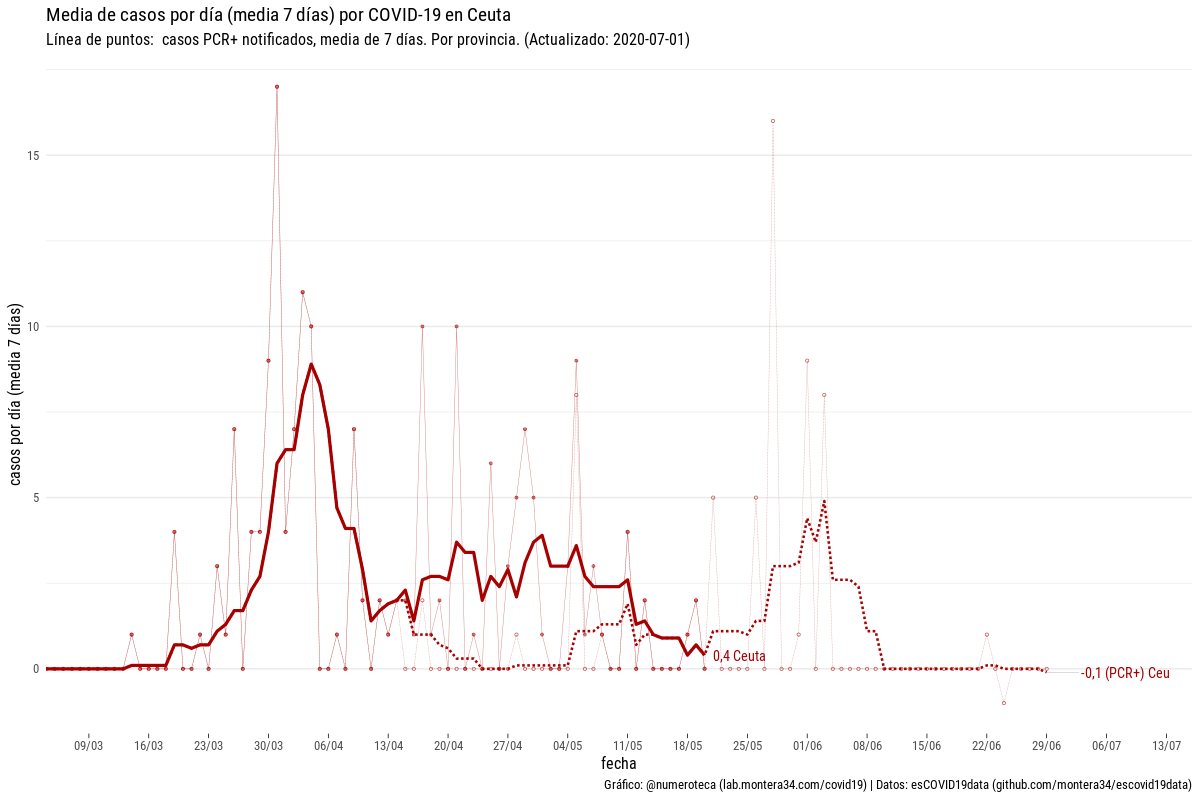 Media de casos por día (media 7 días) por COVID-19 en Ceuta
Línea de puntos:  casos PCR+ notificados, media de 7 días. Por provincia. (Actualizado: 2020-07-01)
casos por día (media 7 días)
15
10
5
0
0,4 Ceuta
-0,1 (PCR+) Ceu
09/03 16/03 23/03 30/03 06/04 13/04 20/04 27/04 04/05 11/05 18/05 25/05 01/06 08/06 15/06 22/06 29/06 06/07 13/07
fecha
Gráfico: @numeroteca (lab.montera34.com/covid19) | Datos: esCOVID19data (github.com/montera34/escovid19data)